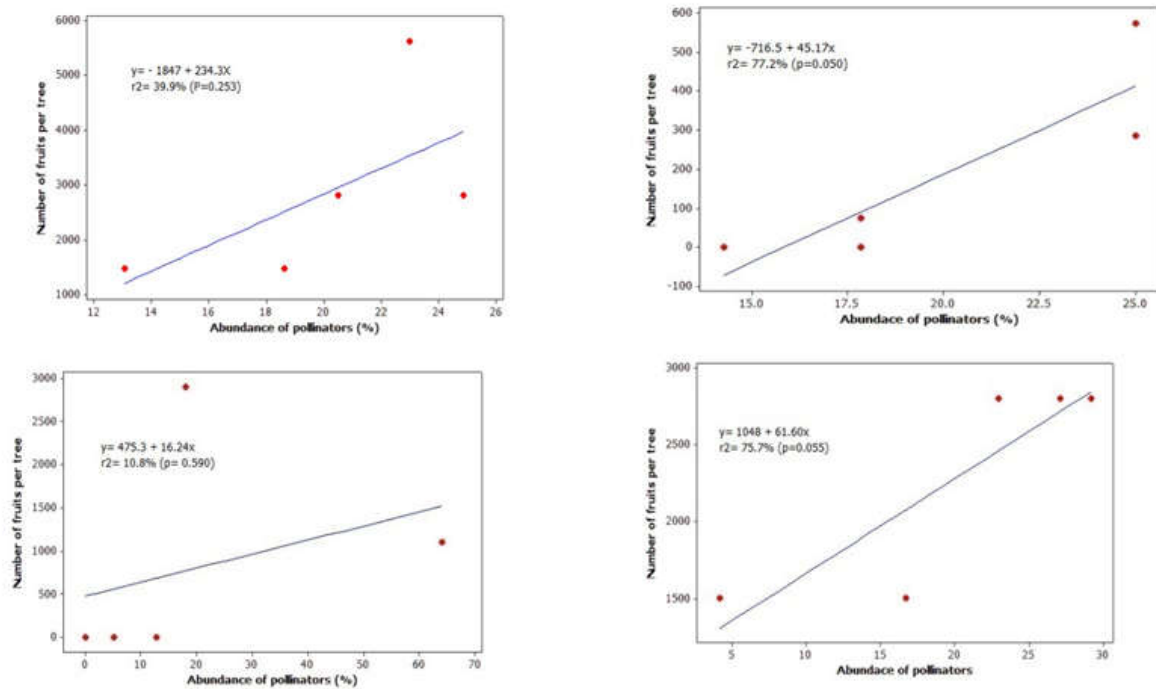 6000
5000
4000
3000
2000
1000
Number of fruits per tree
y= - 1847 + 234.3X
r2= 39.9% (P=0.253)
12 14 16 18 20 22 24 26
Abundance of pollinators (%)
600
500
400
300
200
100
0
-100
Number of fruits per tree
y= -716.5 + 45.17x
r2= 77.2% (p=0.050)
15.0 17.5 20.0 22.5 25.0
Abundace of pollinators (%)
3000
2500
2000
1500
1000
500
0
Number of fruits per tree
y= 475.3 + 16.24x
r2= 10.8% (p= 0.590)
0 10 20 30 40 50 60 70
Abundance of pollinators (%)
3000
2500
2000
1500
Number of fruits per tree
y= 1048 + 61.60x
r2= 75.7% (p=0.055)
5 10 15 20 25 30
Abundace of pollinators